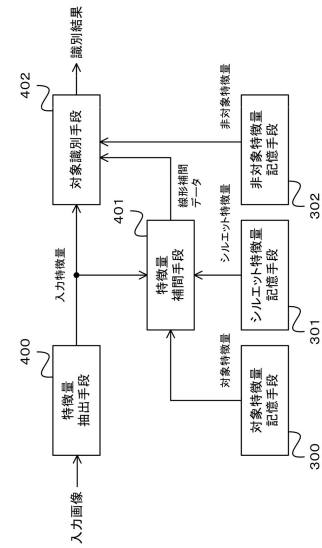 入力画像
400
特徴量
抽出手段
入力特徴量
402
対象識別手段
識別結果
401
特徴量
補間手段
線形補間
データ
対象特徴量
シルエット特徴量
非対象特徴量
対象特徴量
記憶手段
300
シルエット特徴量
記憶手段
301
非対象特徴量
記憶手段
302